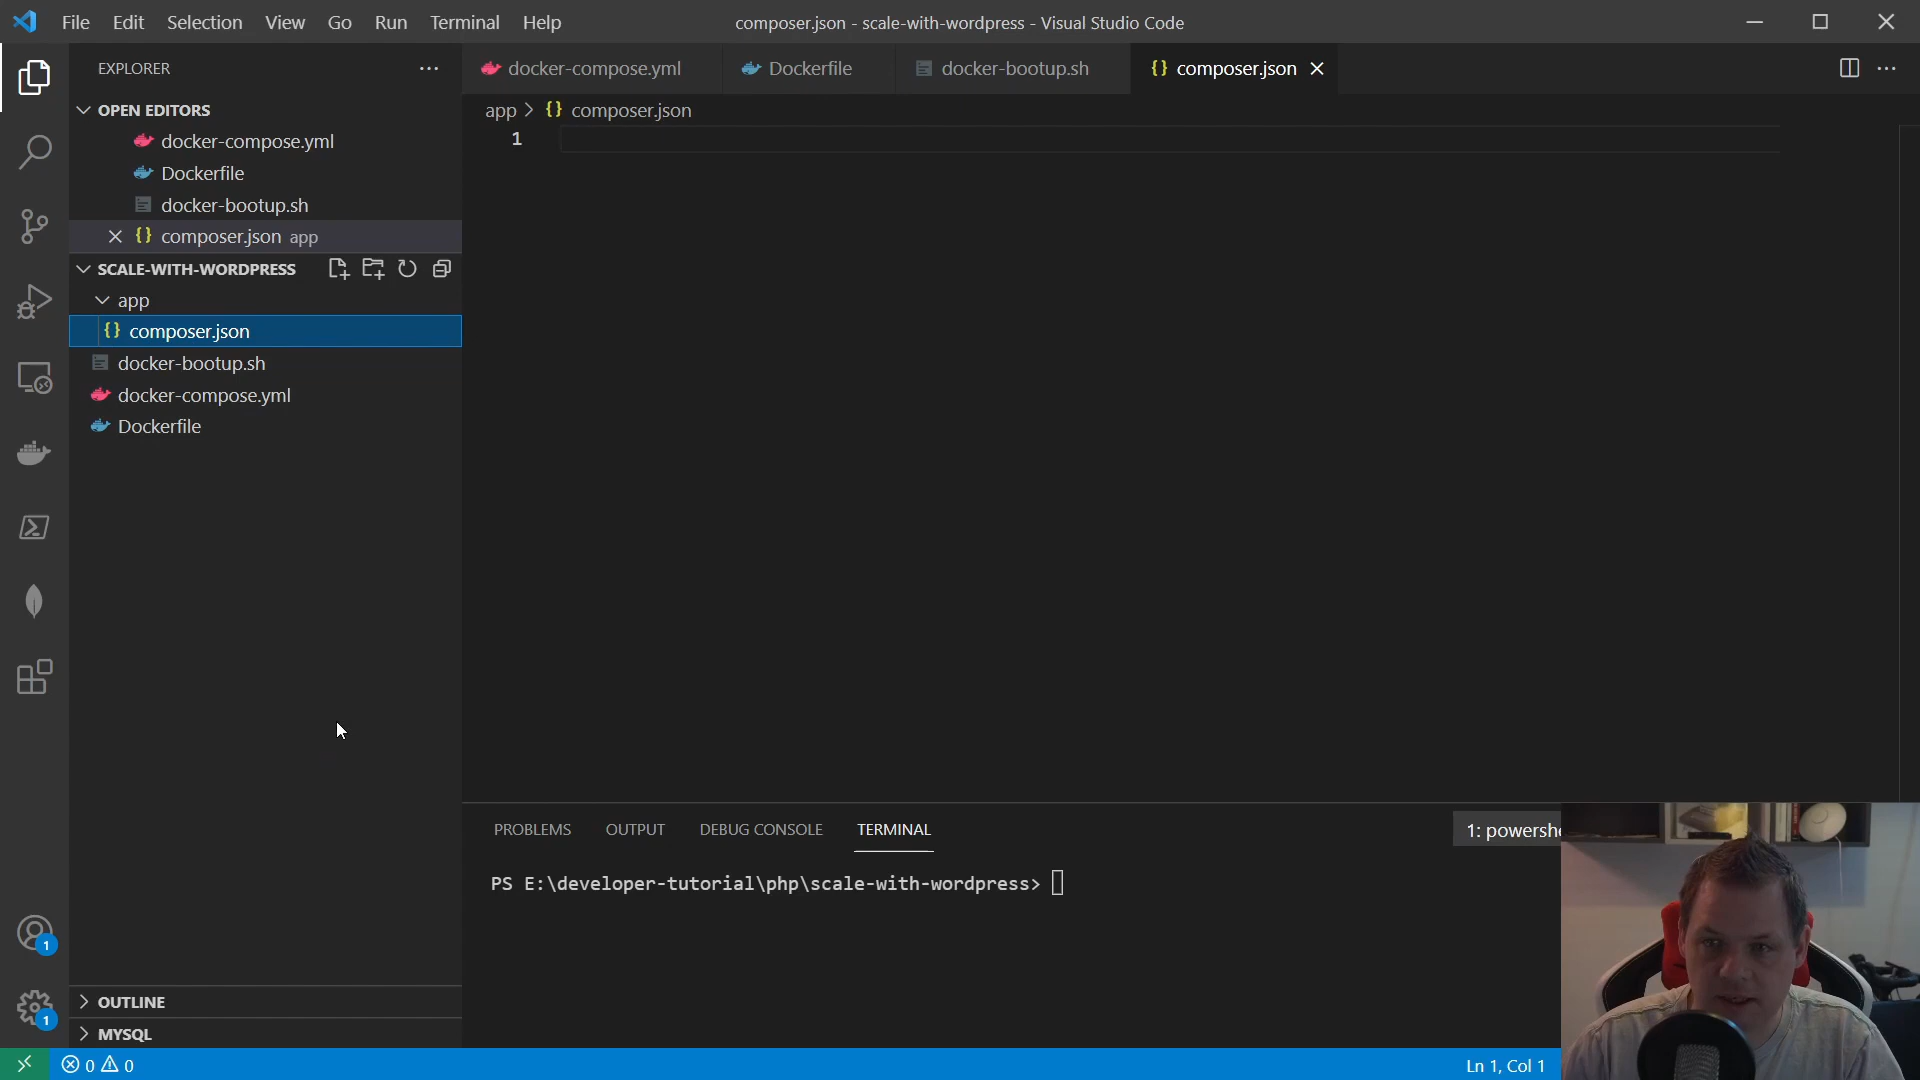 File Edit Selection View Go Run Terminal Help
composer.json - scale-with-wordpress - Visual Studio Code
EXPLORER
OPEN EDITORS
docker-compose.yml
Dockerfile
docker-bootup.sh
composer.json app
SCALE-WITH-WORDPRESS
app
composer.json
docker-bootup.sh
docker-compose.yml
Dockerfile
OUTLINE
MYSQL
docker-compose.yml Dockerfile docker-bootup.sh composer.json
app > composer.json
1
PROBLEMS OUTPUT DEBUG CONSOLE TERMINAL
1: powershe
PS E:\developer-tutorial\php\scale-with-wordpress>
1
1
0 0
Ln 1, Col 1